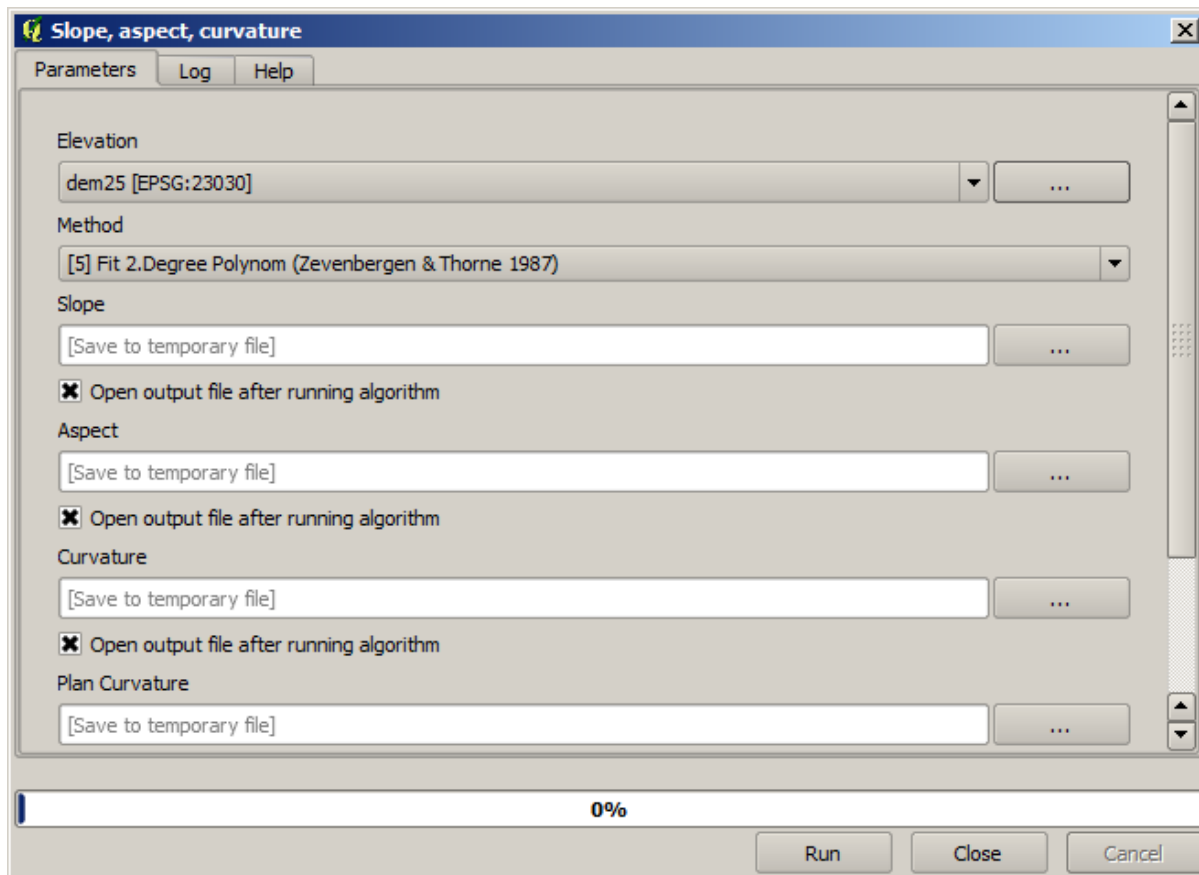 Slope, aspect, curvature
Parameters Log Help
Elevation
dem25 [EPSG:23030] ...
Method
[5] Fit 2.Degree Polynom (Zevenbergen & Thorne 1987)
Slope
[Save to temporary file] ...
Open output file after running algorithm
Aspect
[Save to temporary file] ...
Open output file after running algorithm
Curvature
[Save to temporary file] ...
Open output file after running algorithm
Plan Curvature
[Save to temporary file] ...
0%
Run Close Cancel